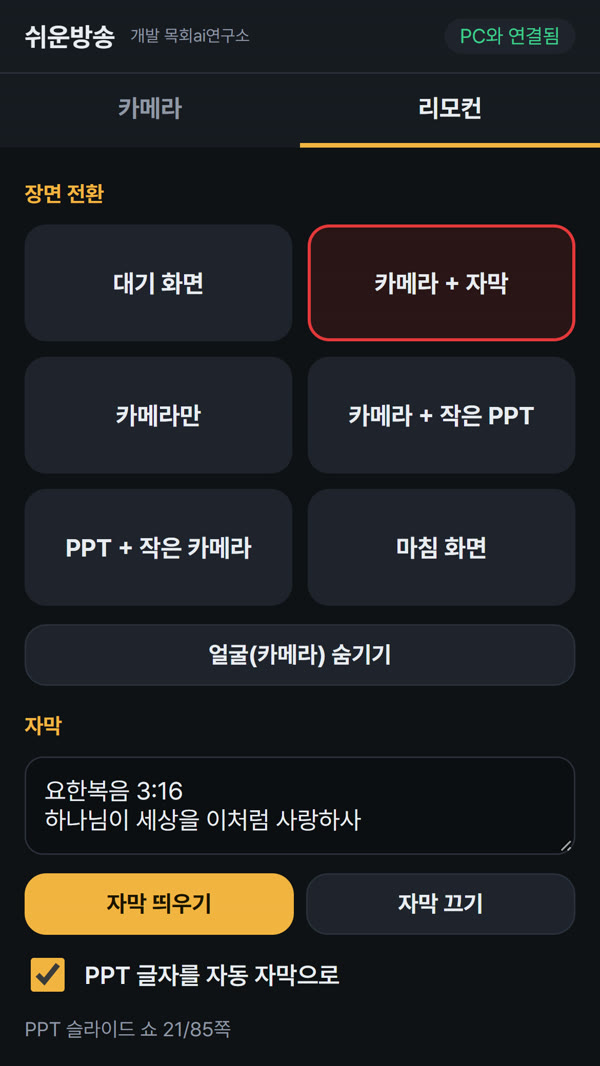 쉬운방송 개발 목회ai연구소 PC와 연결됨
카메라 리모컨
장면 전환
대기 화면 카메라 + 자막
카메라만 카메라 + 작은 PPT
PPT + 작은 카메라 마침 화면
얼굴(카메라) 숨기기
자막
요한복음 3:16
하나님이 세상을 이처럼 사랑하사
자막 띄우기 자막 끄기
PPT 글자를 자동 자막으로
PPT 슬라이드 쇼 21/85쪽